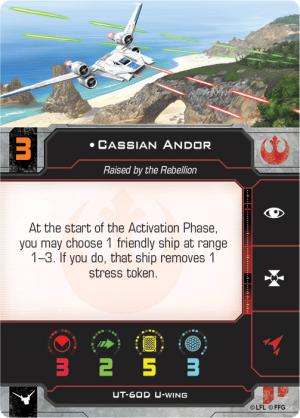 3
• Cassian Andor
Raised by the Rebellion
At the start of the Activation Phase,
you may choose 1 friendly ship at range
1–3. If you do, that ship removes 1
stress token.
3 2 5 3
UT-60D U-wing
©LFL ©FFG